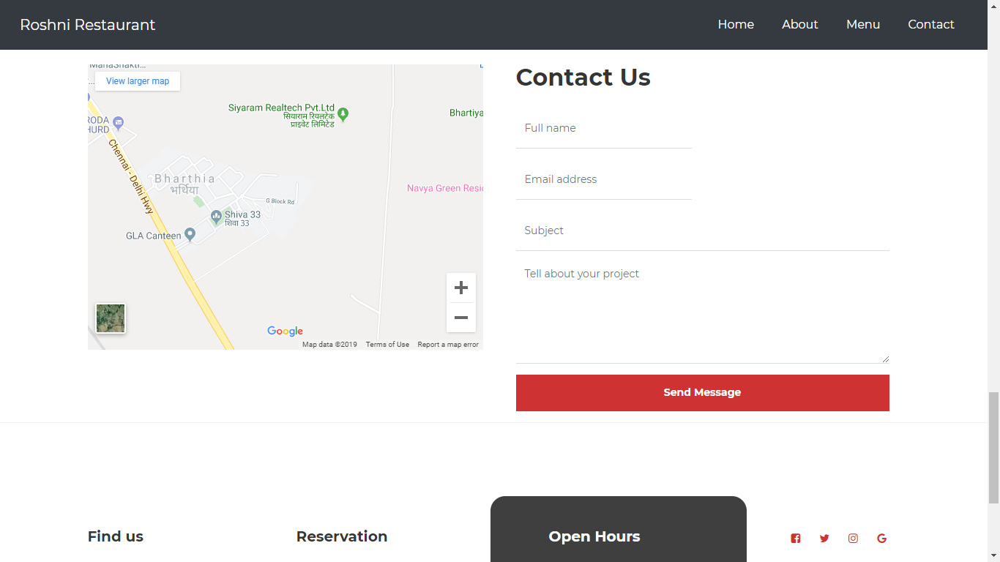 Roshni Restaurant
Home
About
Menu
Contact
View larger map
Siyaram Realtech Pvt.Ltd
सियाराम रियलटेक
प्राइवेट लिमिटेड
Bhartiya
RODA
HURD
Chennai - Delhi Hwy
Bharthia
भर्थिया
Navya Green Resid
G Block Rd
Shiva 33
शिवा 33
GLA Canteen
Google
Map data ©2019
Terms of Use
Report a map error
Contact Us
Full name
Email address
Subject
Tell about your project
Send Message
Find us
Reservation
Open Hours